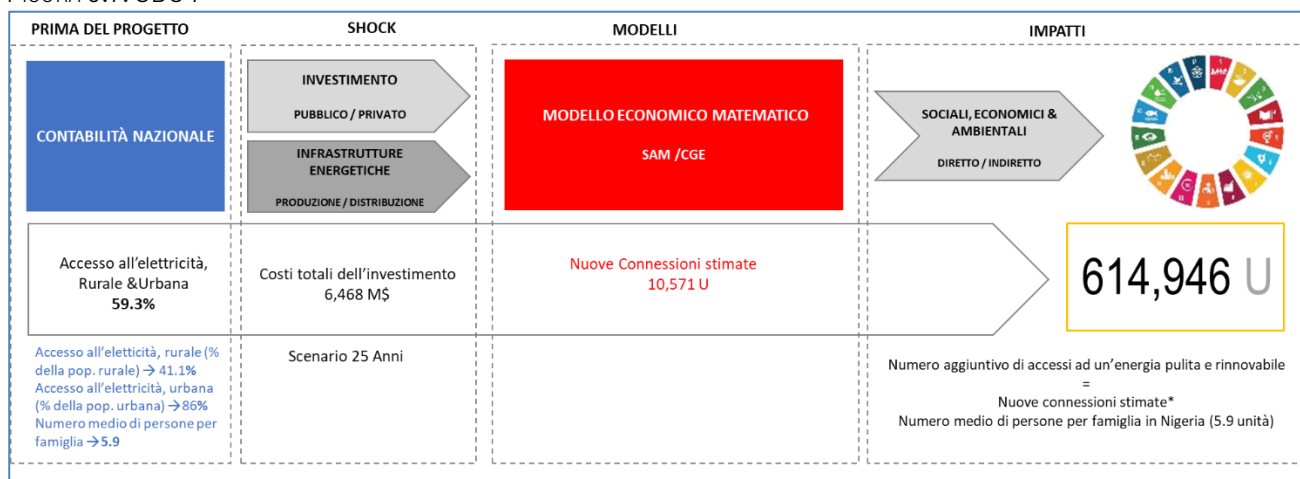 FIGURA 6.7. ODG 7
PRIMA DEL PROGETTO
SHOCK
MODELLI
IMPATTI
CONTABILITÀ NAZIONALE
INVESTIMENTO
PUBBLICO / PRIVATO
INFRASTRUTTURE
ENERGETICHE
PRODUZIONE / DISTRIBUZIONE
MODELLO ECONOMICO MATEMATICO
SAM /CGE
SOCIALI, ECONOMICI &
AMBIENTALI
DIRETTO / INDIRETTO
Accesso all'elettricità,
Rurale &Urbana
59.3%
Costi totali dell'investimento
6,468 M$
Nuove Connessioni stimate
10,571 U
614,946 U
Accesso all'eletticità, rurale (%
della pop. rurale) → 41.1%
Accesso all'elettricità, urbana
(% della pop. urbana) →86%
Numero medio di persone per
famiglia →5.9
Scenario 25 Anni
Numero aggiuntivo di accessi ad un'energia pulita e rinnovabile
=
Nuove connessioni stimate*
Numero medio di persone per famiglia in Nigeria (5.9 unità)